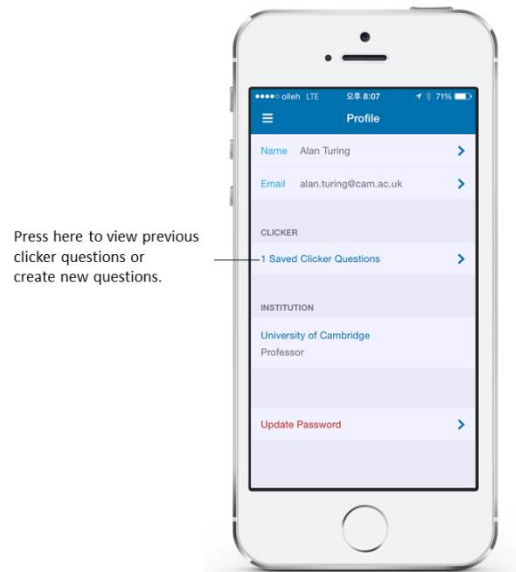 olleh LTE 오후 8:07 71%
Profile
Name Alan Turing
Email alan.turing@cam.ac.uk
CLICKER
Press here to view previous
clicker questions or
create new questions.
1 Saved Clicker Questions
INSTITUTION
University of Cambridge
Professor
Update Password